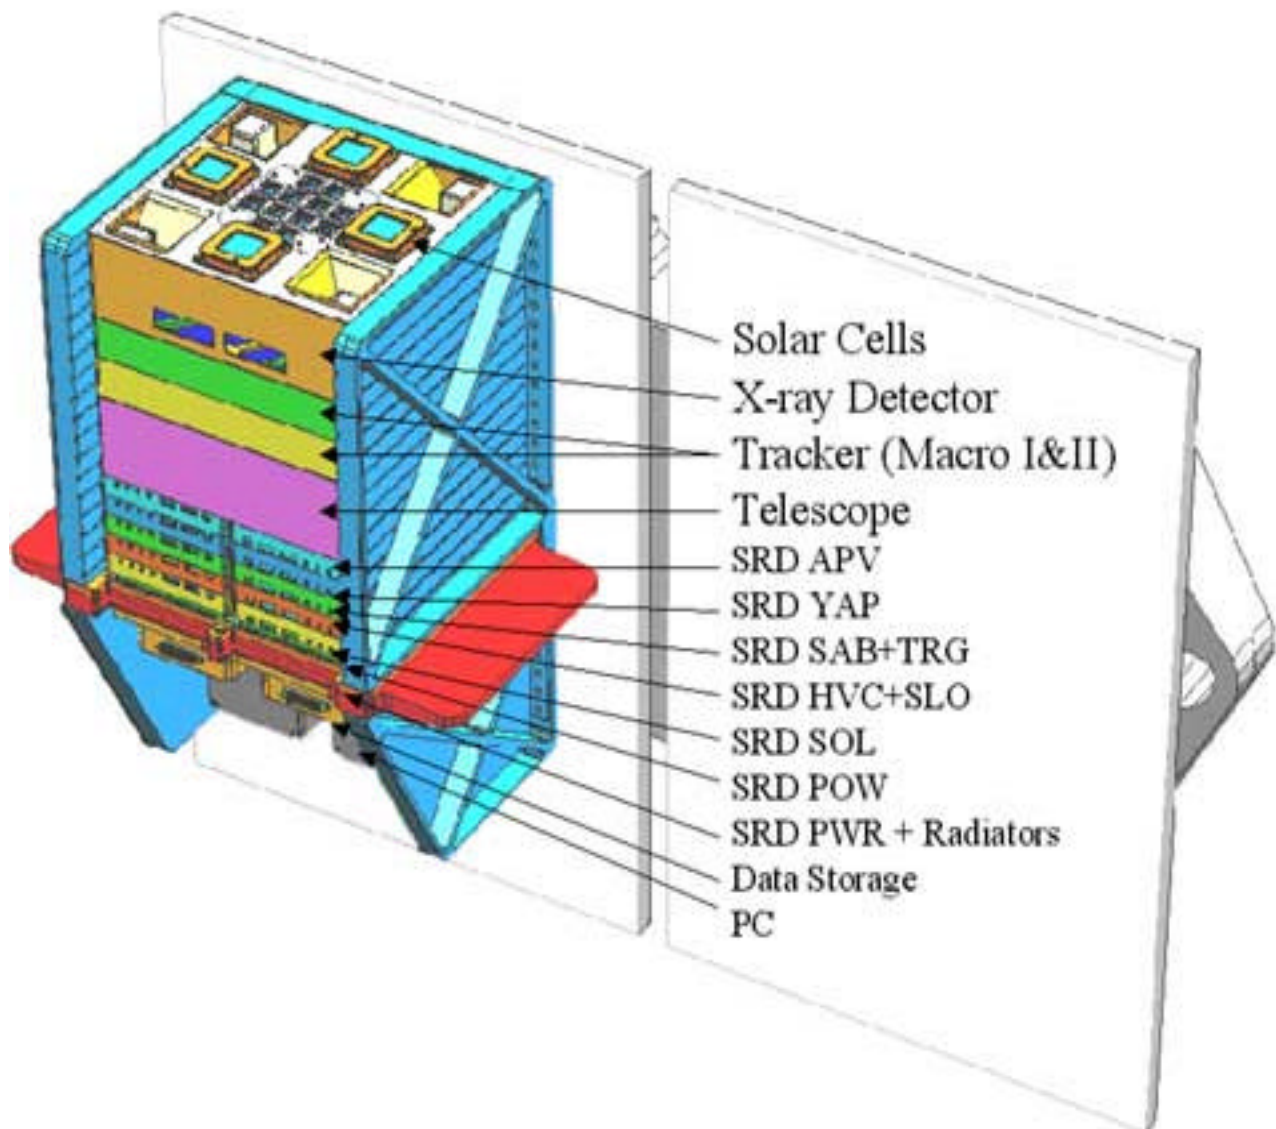 Solar Cells
X-ray Detector
Tracker (Macro I&II)
Telescope
SRD APV
SRD YAP
SRD SAB+TRG
SRD HVC+SLO
SRD SOL
SRD POW
SRD PWR + Radiators
Data Storage
PC